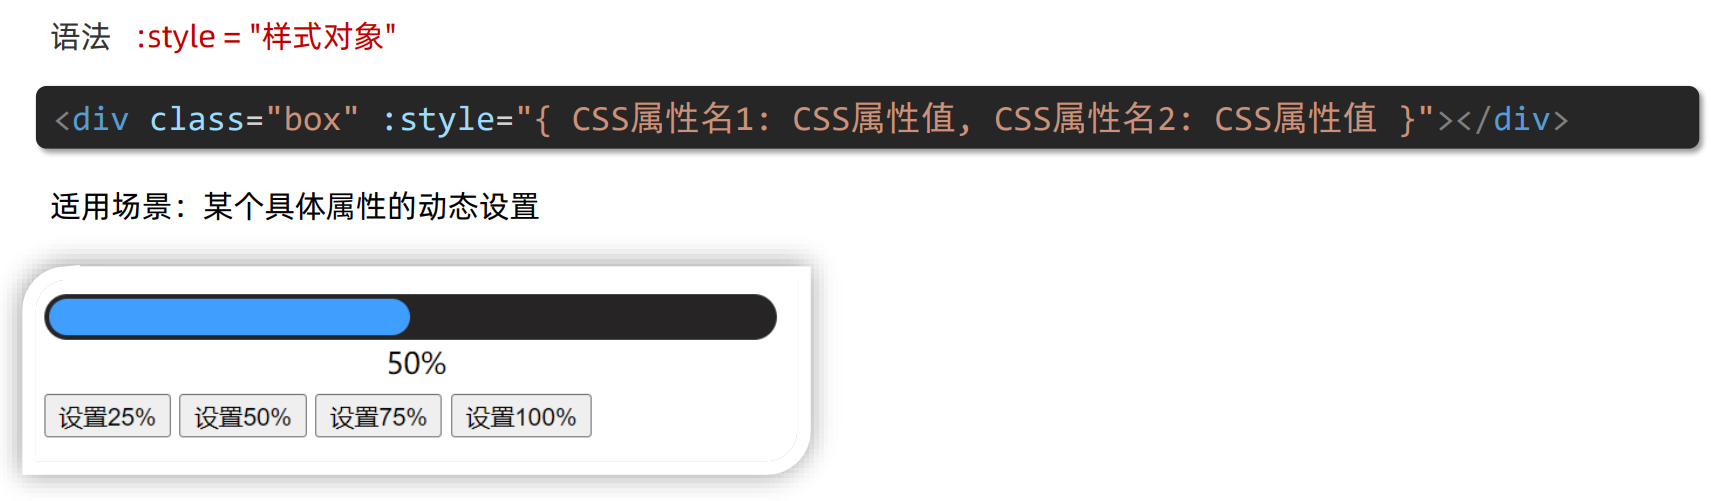 语法 :style = "样式对象"
<div class="box" :style="{ CSS属性名1: CSS属性值, CSS属性名2: CSS属性值 }"></div>
适用场景：某个具体属性的动态设置
50%
设置25% 设置50% 设置75% 设置100%